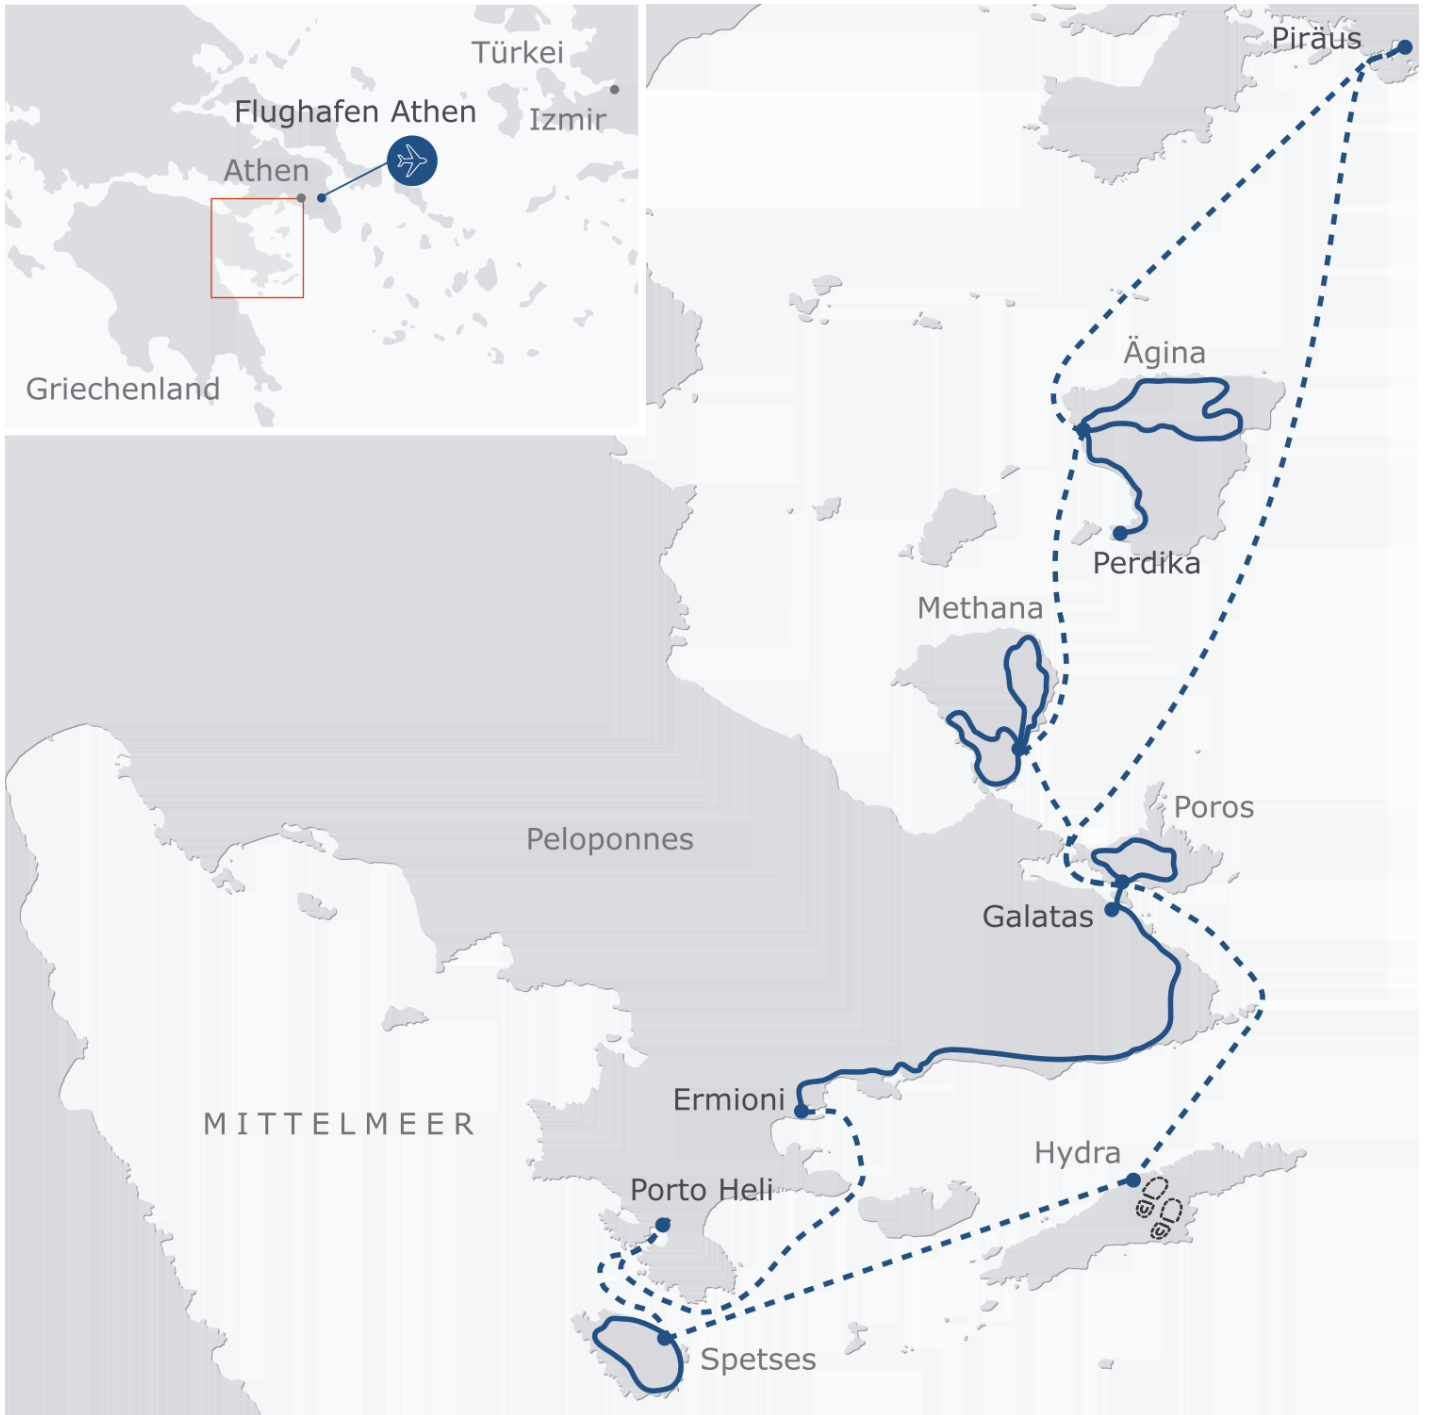 Türkei
Flughafen Athen
Izmir
Athen
Griechenland
Piräus
Ägina
Perdika
Methana
Poros
Peloponnes
Galatas
Ermioni
MITTELMEER
Hydra
Porto Heli
Spetses